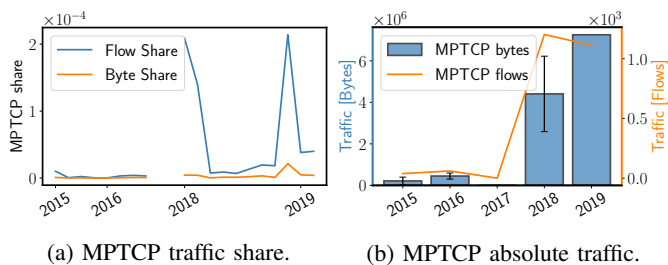 ×10⁻⁴
2
1
0
MPTCP share
Flow Share
Byte Share
2015
2016
2018
2019
(a) MPTCP traffic share.
×10⁶
×10³
6
4
2
0
Traffic [Bytes]
MPTCP bytes
MPTCP flows
1.0
0.5
0.0
Traffic [Flows]
2015
2016
2017
2018
2019
(b) MPTCP absolute traffic.